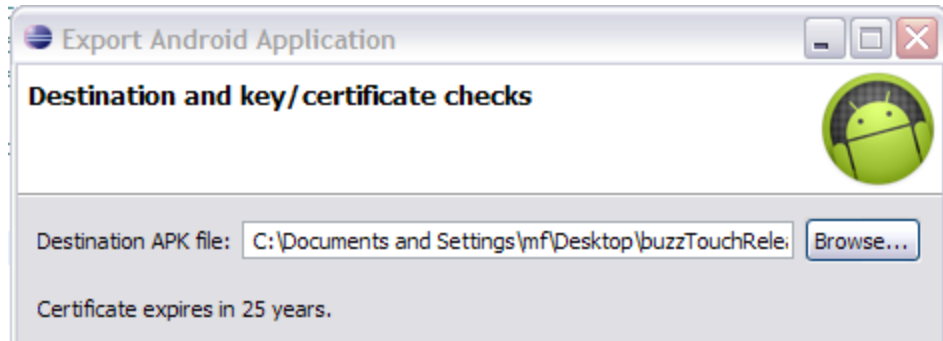 Export Android Application
Destination and key/certificate checks
Destination APK file: C:\Documents and Settings\mf\Desktop\buzzTouchRele Browse...
Certificate expires in 25 years.